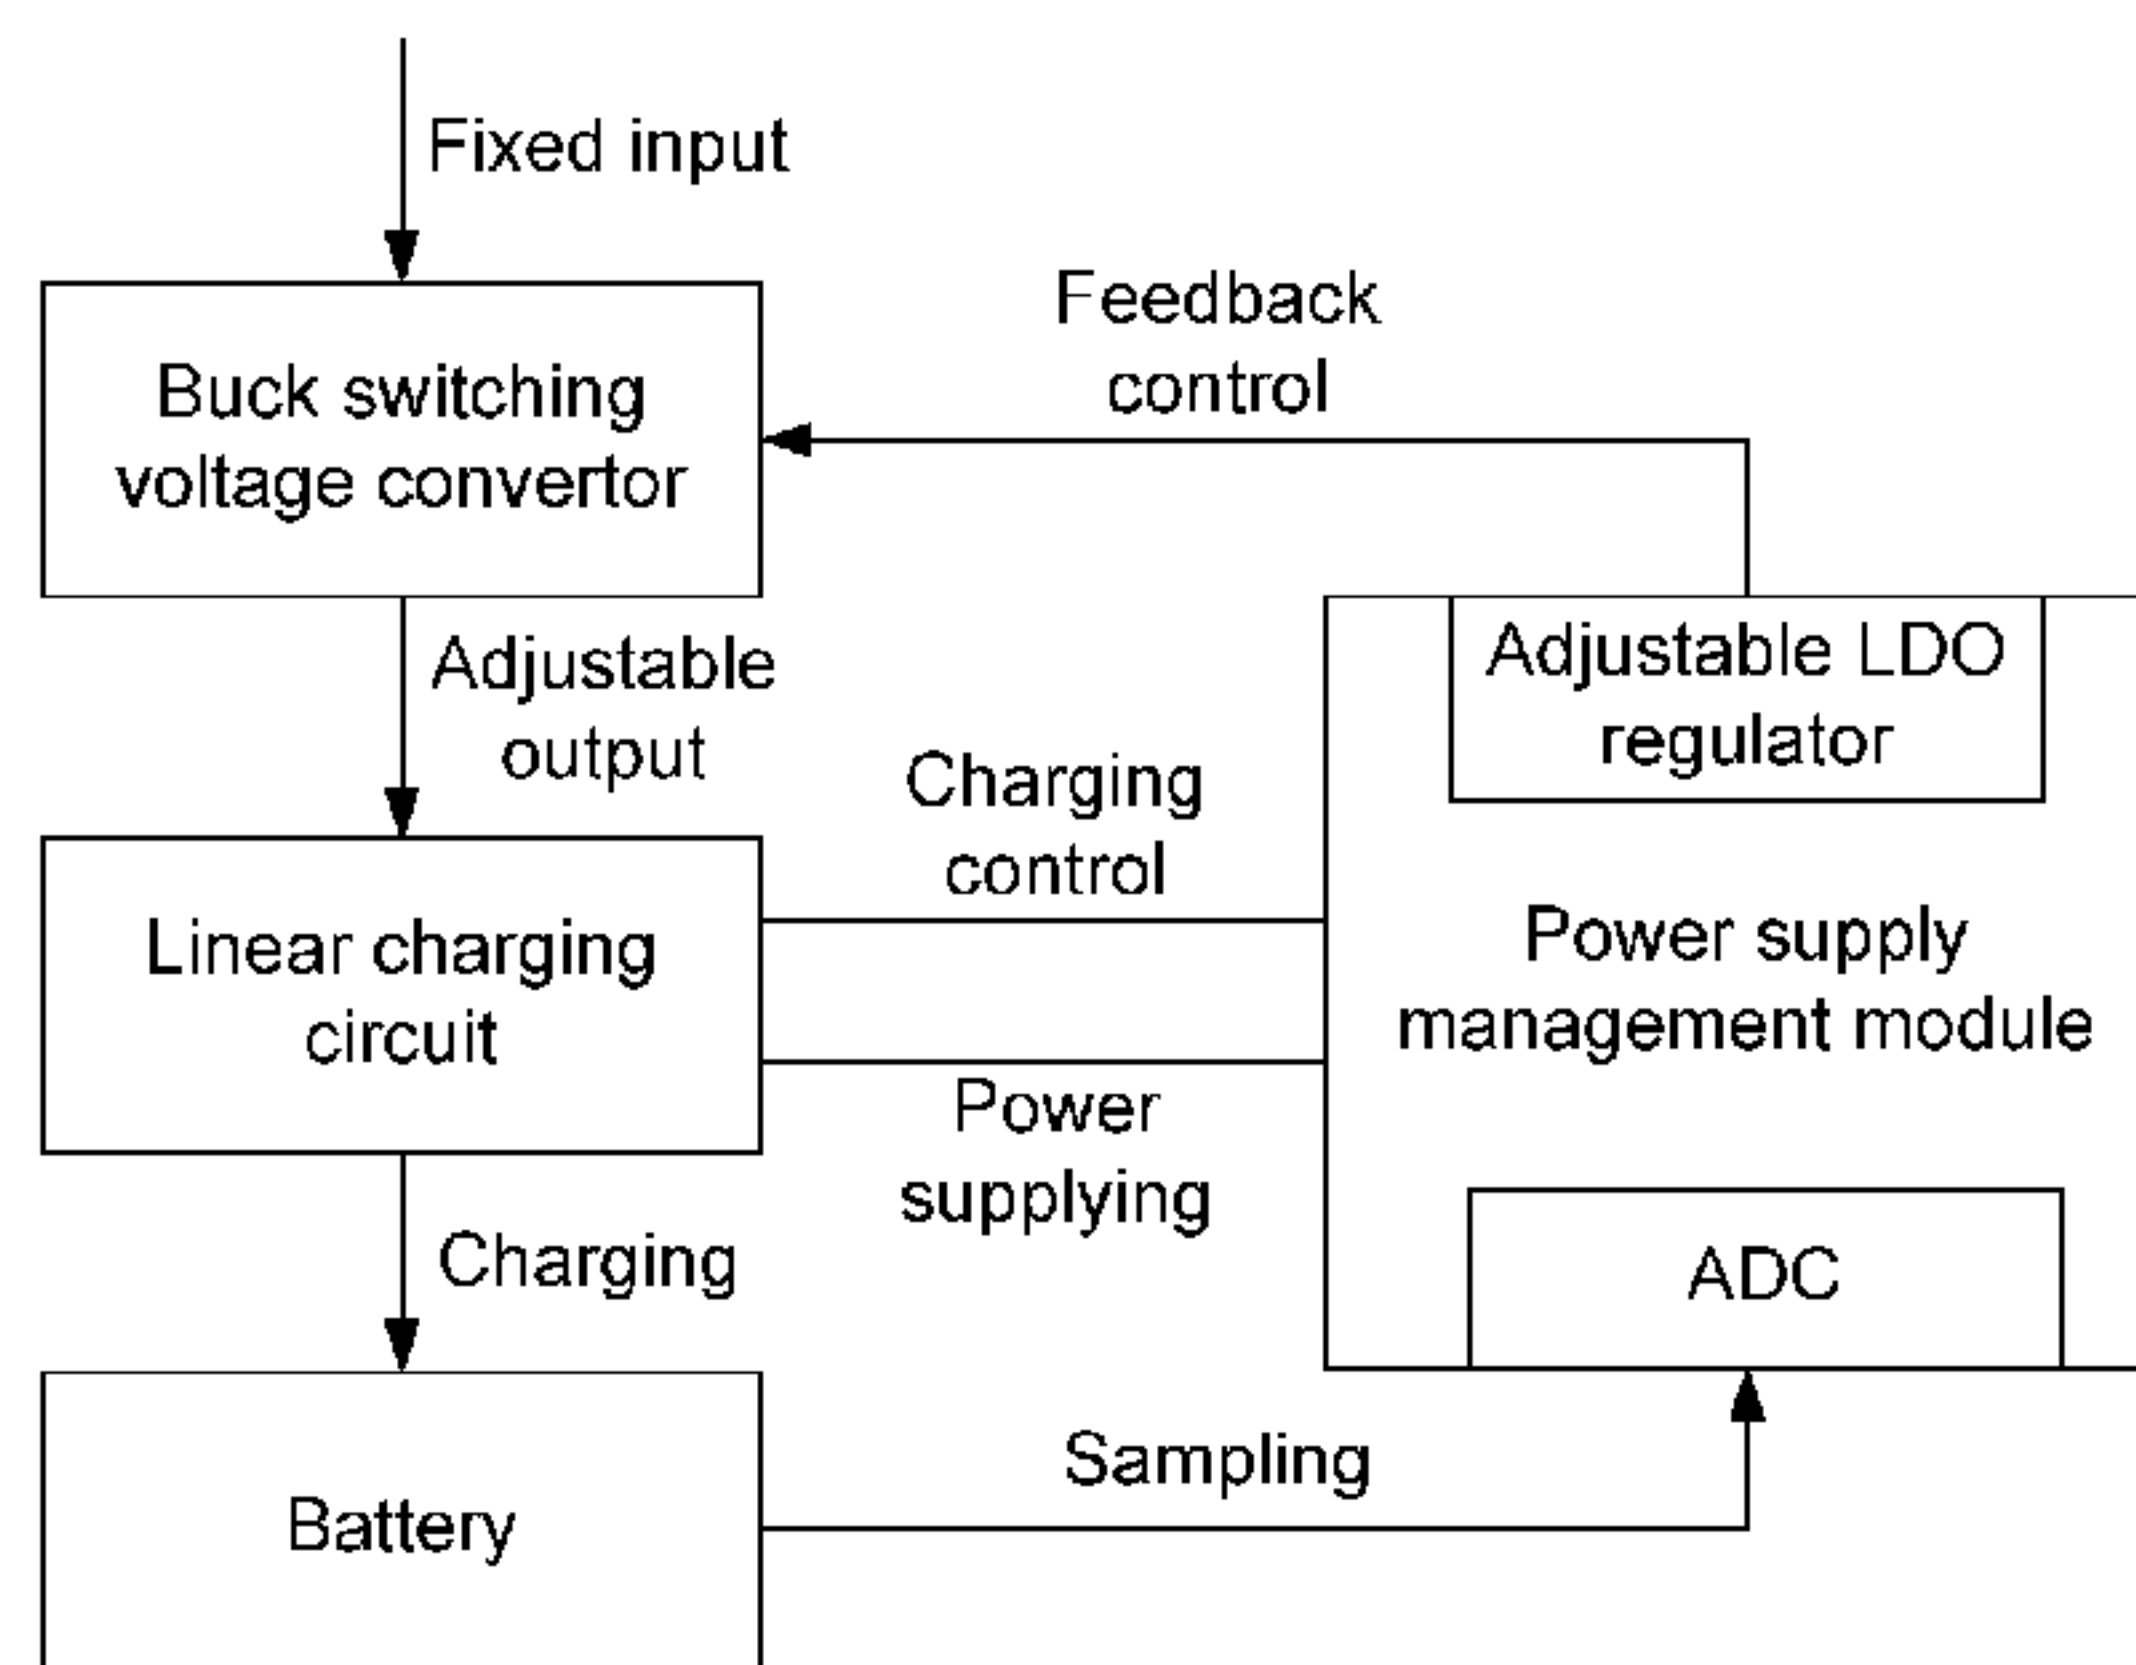 Fixed input
Feedback
control
Buck switching
voltage convertor
Adjustable
output
Adjustable LDO
regulator
Charging
control
Linear charging
circuit
Power supply
management module
Power
supplying
Charging
ADC
Sampling
Battery